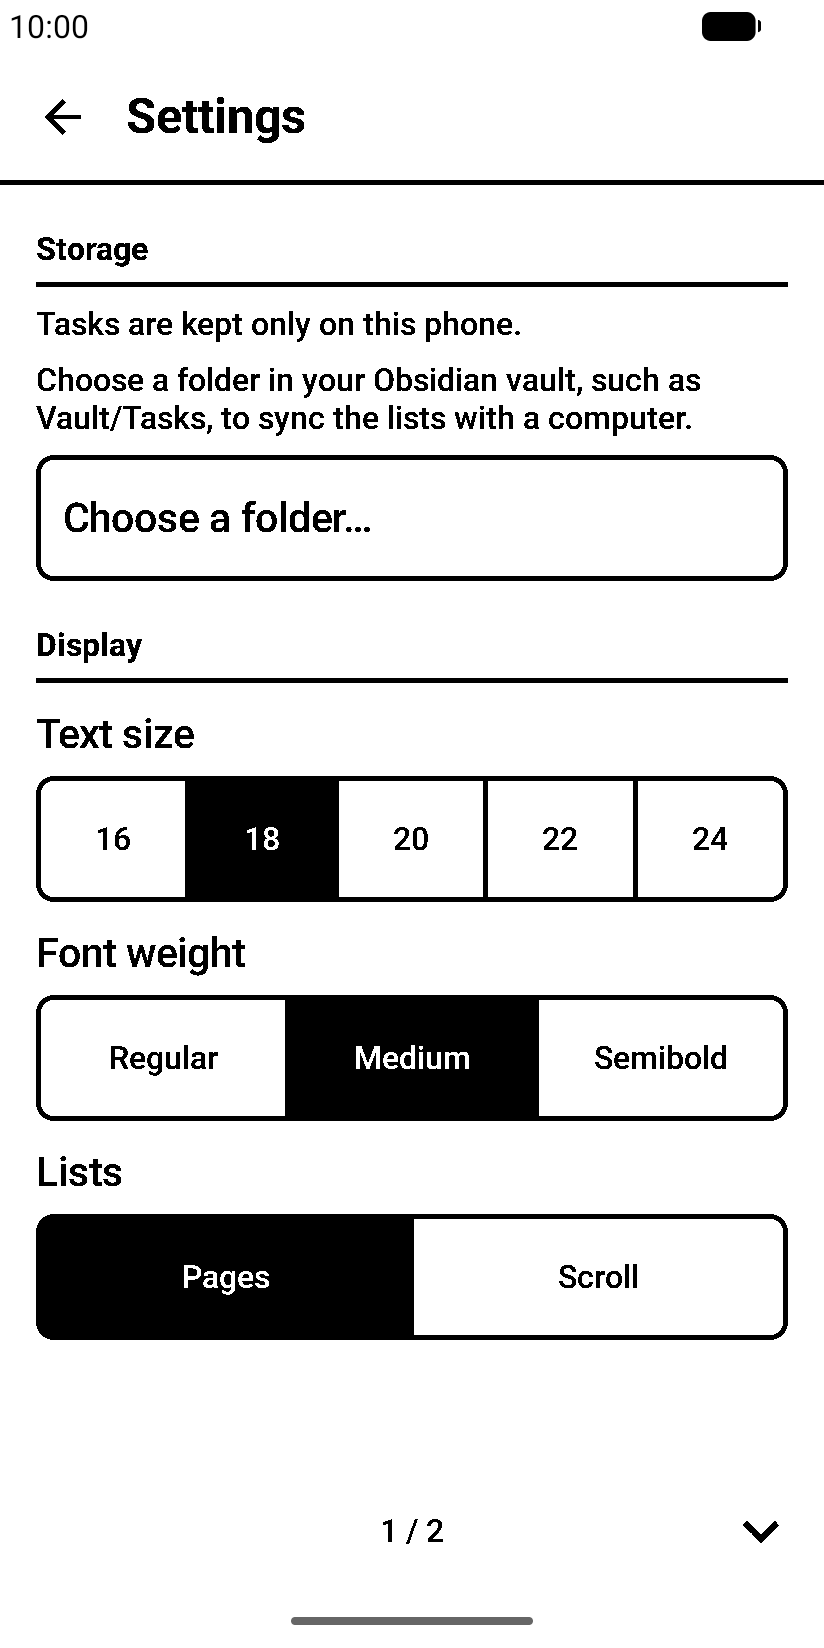 10:00
Settings
Storage
Tasks are kept only on this phone.
Choose a folder in your Obsidian vault, such as
Vault/Tasks, to sync the lists with a computer.
Choose a folder...
Display
Text size
16 18 20 22 24
Font weight
Regular Medium Semibold
Lists
Pages Scroll
1 / 2